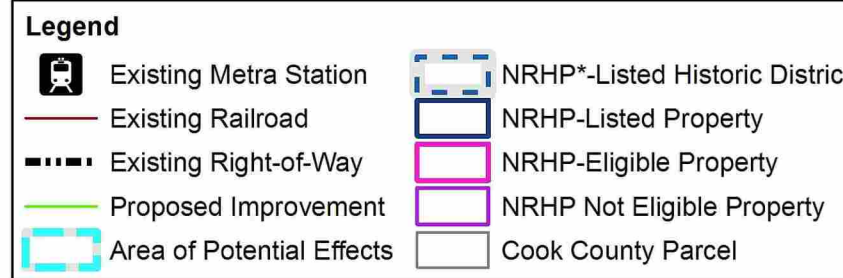 Legend
Existing Metra Station
Existing Railroad
Existing Right-of-Way
Proposed Improvement
Area of Potential Effects
NRHP*-Listed Historic Distric
NRHP-Listed Property
NRHP-Eligible Property
NRHP Not Eligible Property
Cook County Parcel